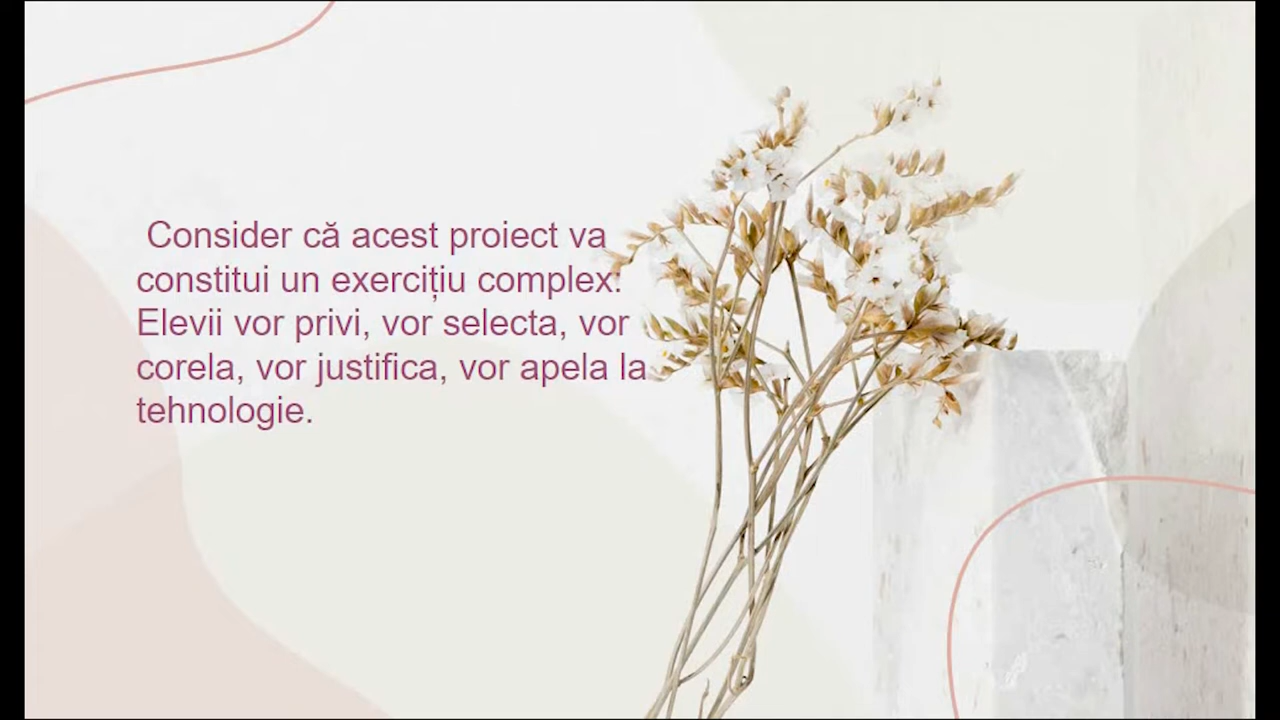 Consider că acest proiect va
constitui un exercițiu complex:
Elevii vor privi, vor selecta, vor
corela, vor justifica, vor apela la
tehnologie.